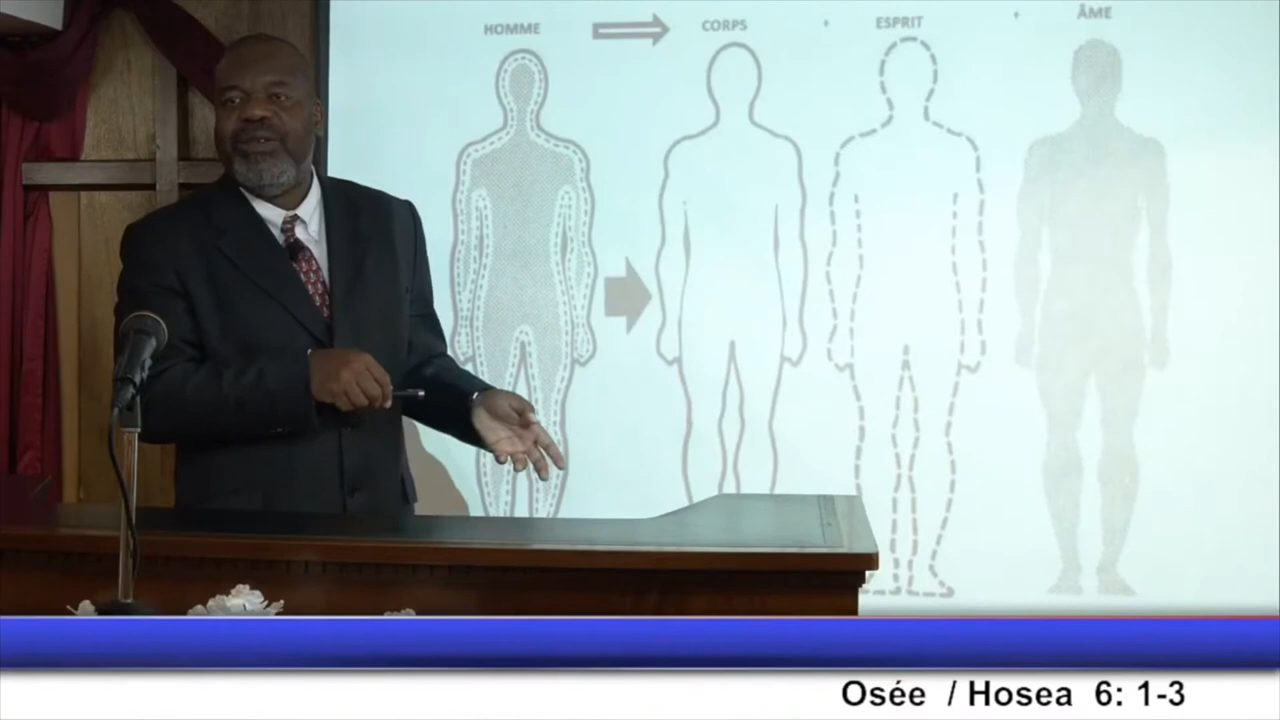 HOMME CORPS + ESPRIT + ÂME
Osée / Hosea 6: 1-3